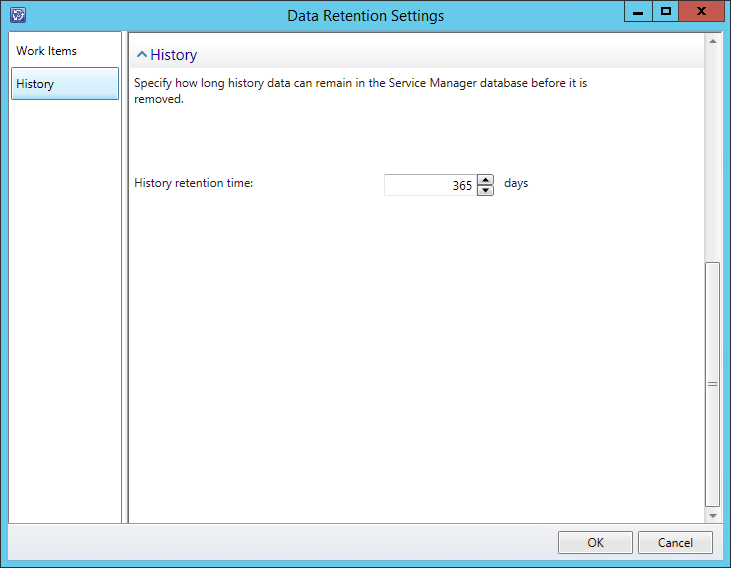 Data Retention Settings
Work Items
History
History
Specify how long history data can remain in the Service Manager database before it is
removed.
History retention time:
365
days
OK
Cancel